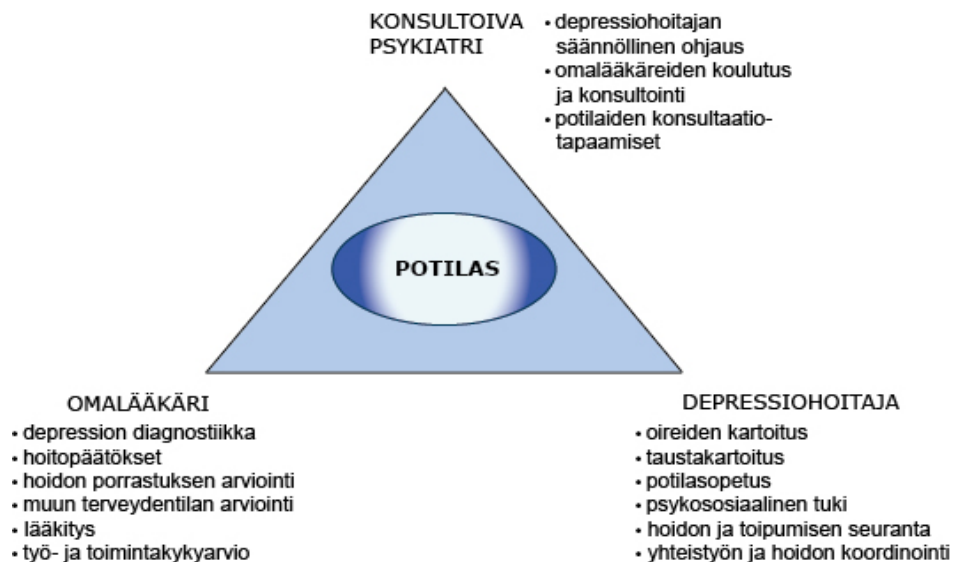 KONSULTOIVA
PSYKIATRI
• depressiohoitajan
säännöllinen ohjaus
• omalääkäreiden koulutus
ja konsultointi
• potilaiden konsultaatio-
tapaamiset
POTILAS
OMALÄÄKÄRI
• depression diagnostiikka
• hoitopäätökset
• hoidon porrastuksen arviointi
• muun terveydentilan arviointi
• lääkitys
• työ- ja toimintakykyarvio
DEPRESSIOHOITAJA
• oireiden kartoitus
• taustakartoitus
• potilasopetus
• psykososiaalinen tuki
• hoidon ja toipumisen seuranta
• yhteistyön ja hoidon koordinointi